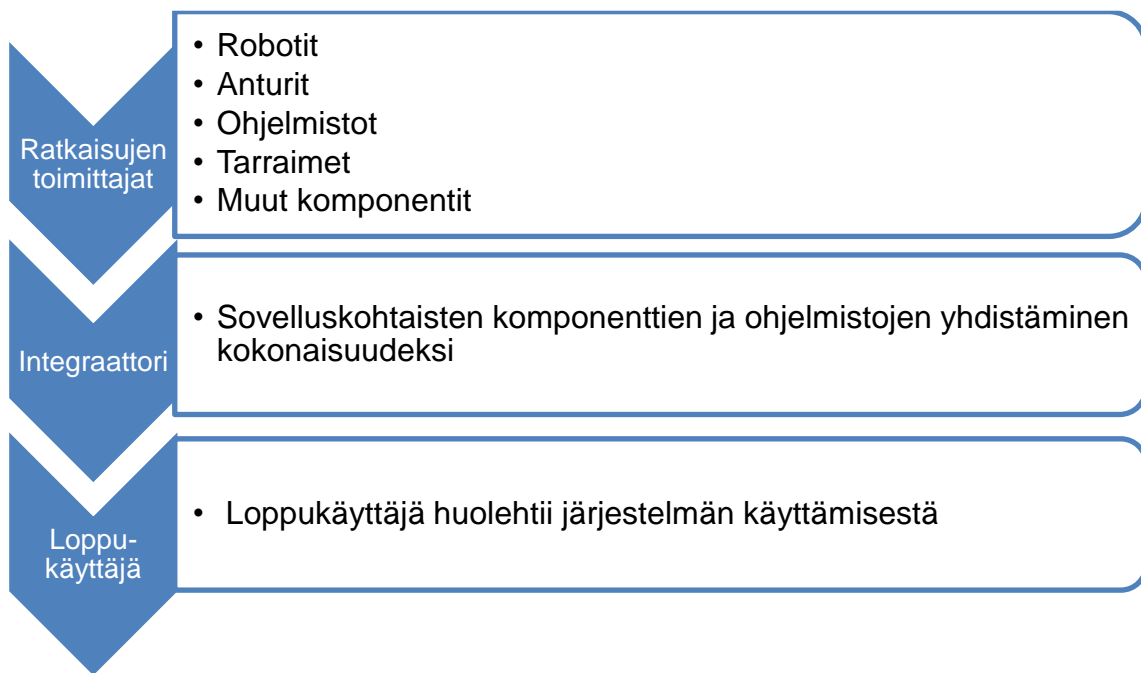 Ratkaisujen
toimittajat
• Robotit
• Anturit
• Ohjelmistot
• Tarraimet
• Muut komponentit
Integraattori
• Sovelluskohtaisten komponenttien ja ohjelmistojen yhdistäminen
kokonaisuudeksi
Loppu-
käyttäjä
• Loppukäyttäjä huolehtii järjestelmän käyttämisestä